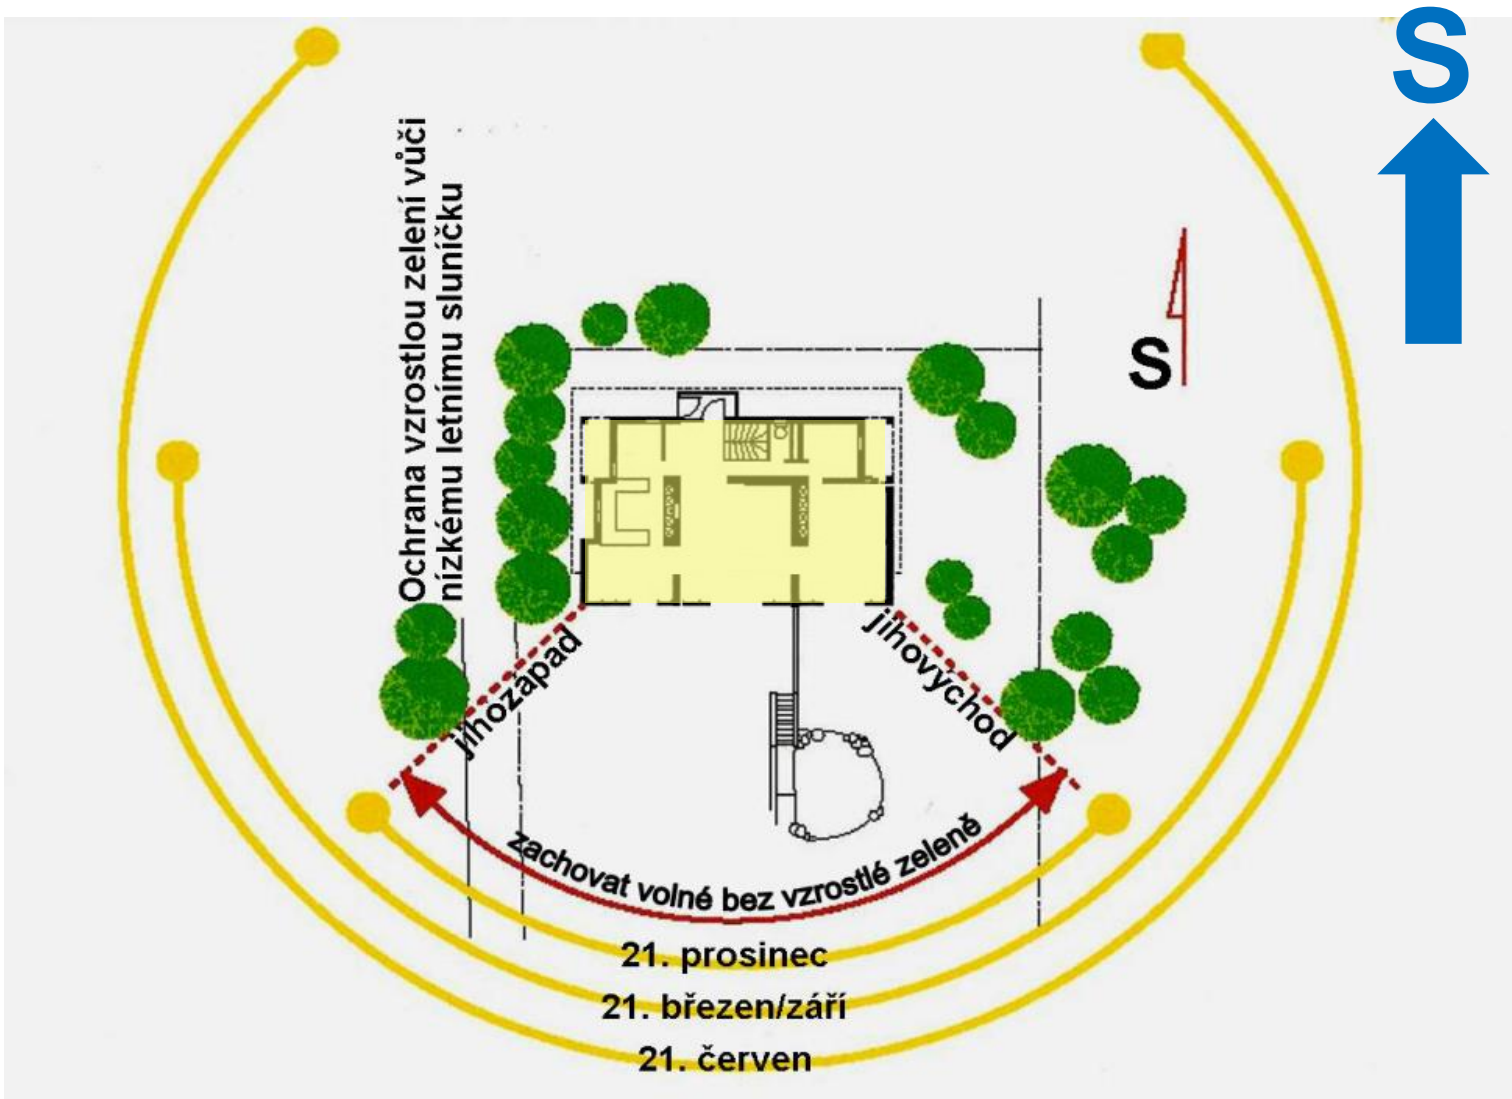 S
Ochrana vzrostlou zelení vůči
nízkému letnímu sluníčku
S
jihozápad
jihovýchod
zachovat volné bez vzrostlé zeleně
21. prosinec
21. březen/září
21. červen